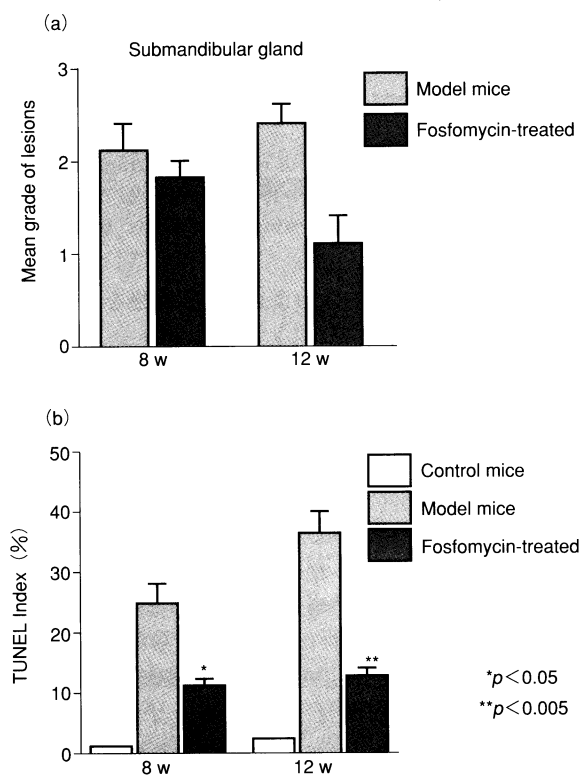 (a)
Submandibular gland
Model mice
Fosfomycin-treated
Mean grade of lesions
3
2
1
0
8 w
12 w
(b)
Control mice
Model mice
Fosfomycin-treated
TUNEL Index (%)
50
40
30
20
10
0
*
**
8 w
12 w
*p<0.05
**p<0.005